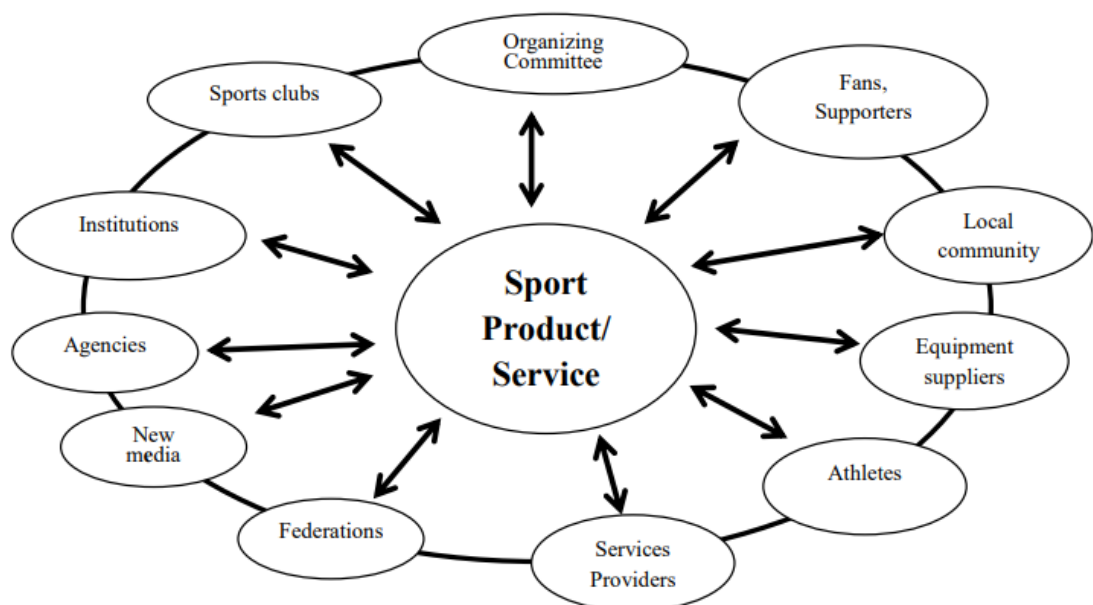 Organizing
Committee
Sports clubs
Fans,
Supporters
Institutions
Local
community
Sport
Product/
Service
Agencies
Equipment
suppliers
New
media
Athletes
Federations
Services
Providers